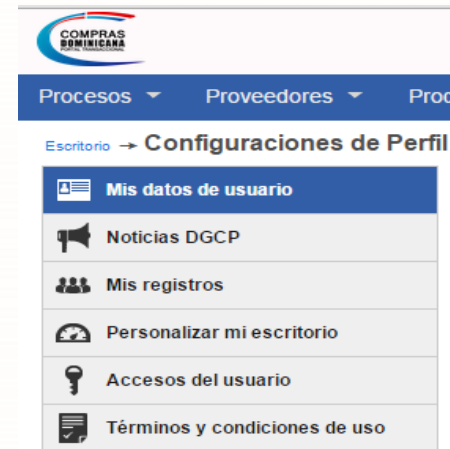 COMPRAS
DOMINICANA
PORTAL TRANSACCIONAL
Procesos Proveedores Proc
Escritorio → Configuraciones de Perfil
Mis datos de usuario
Noticias DGCP
Mis registros
Personalizar mi escritorio
Accesos del usuario
Términos y condiciones de uso